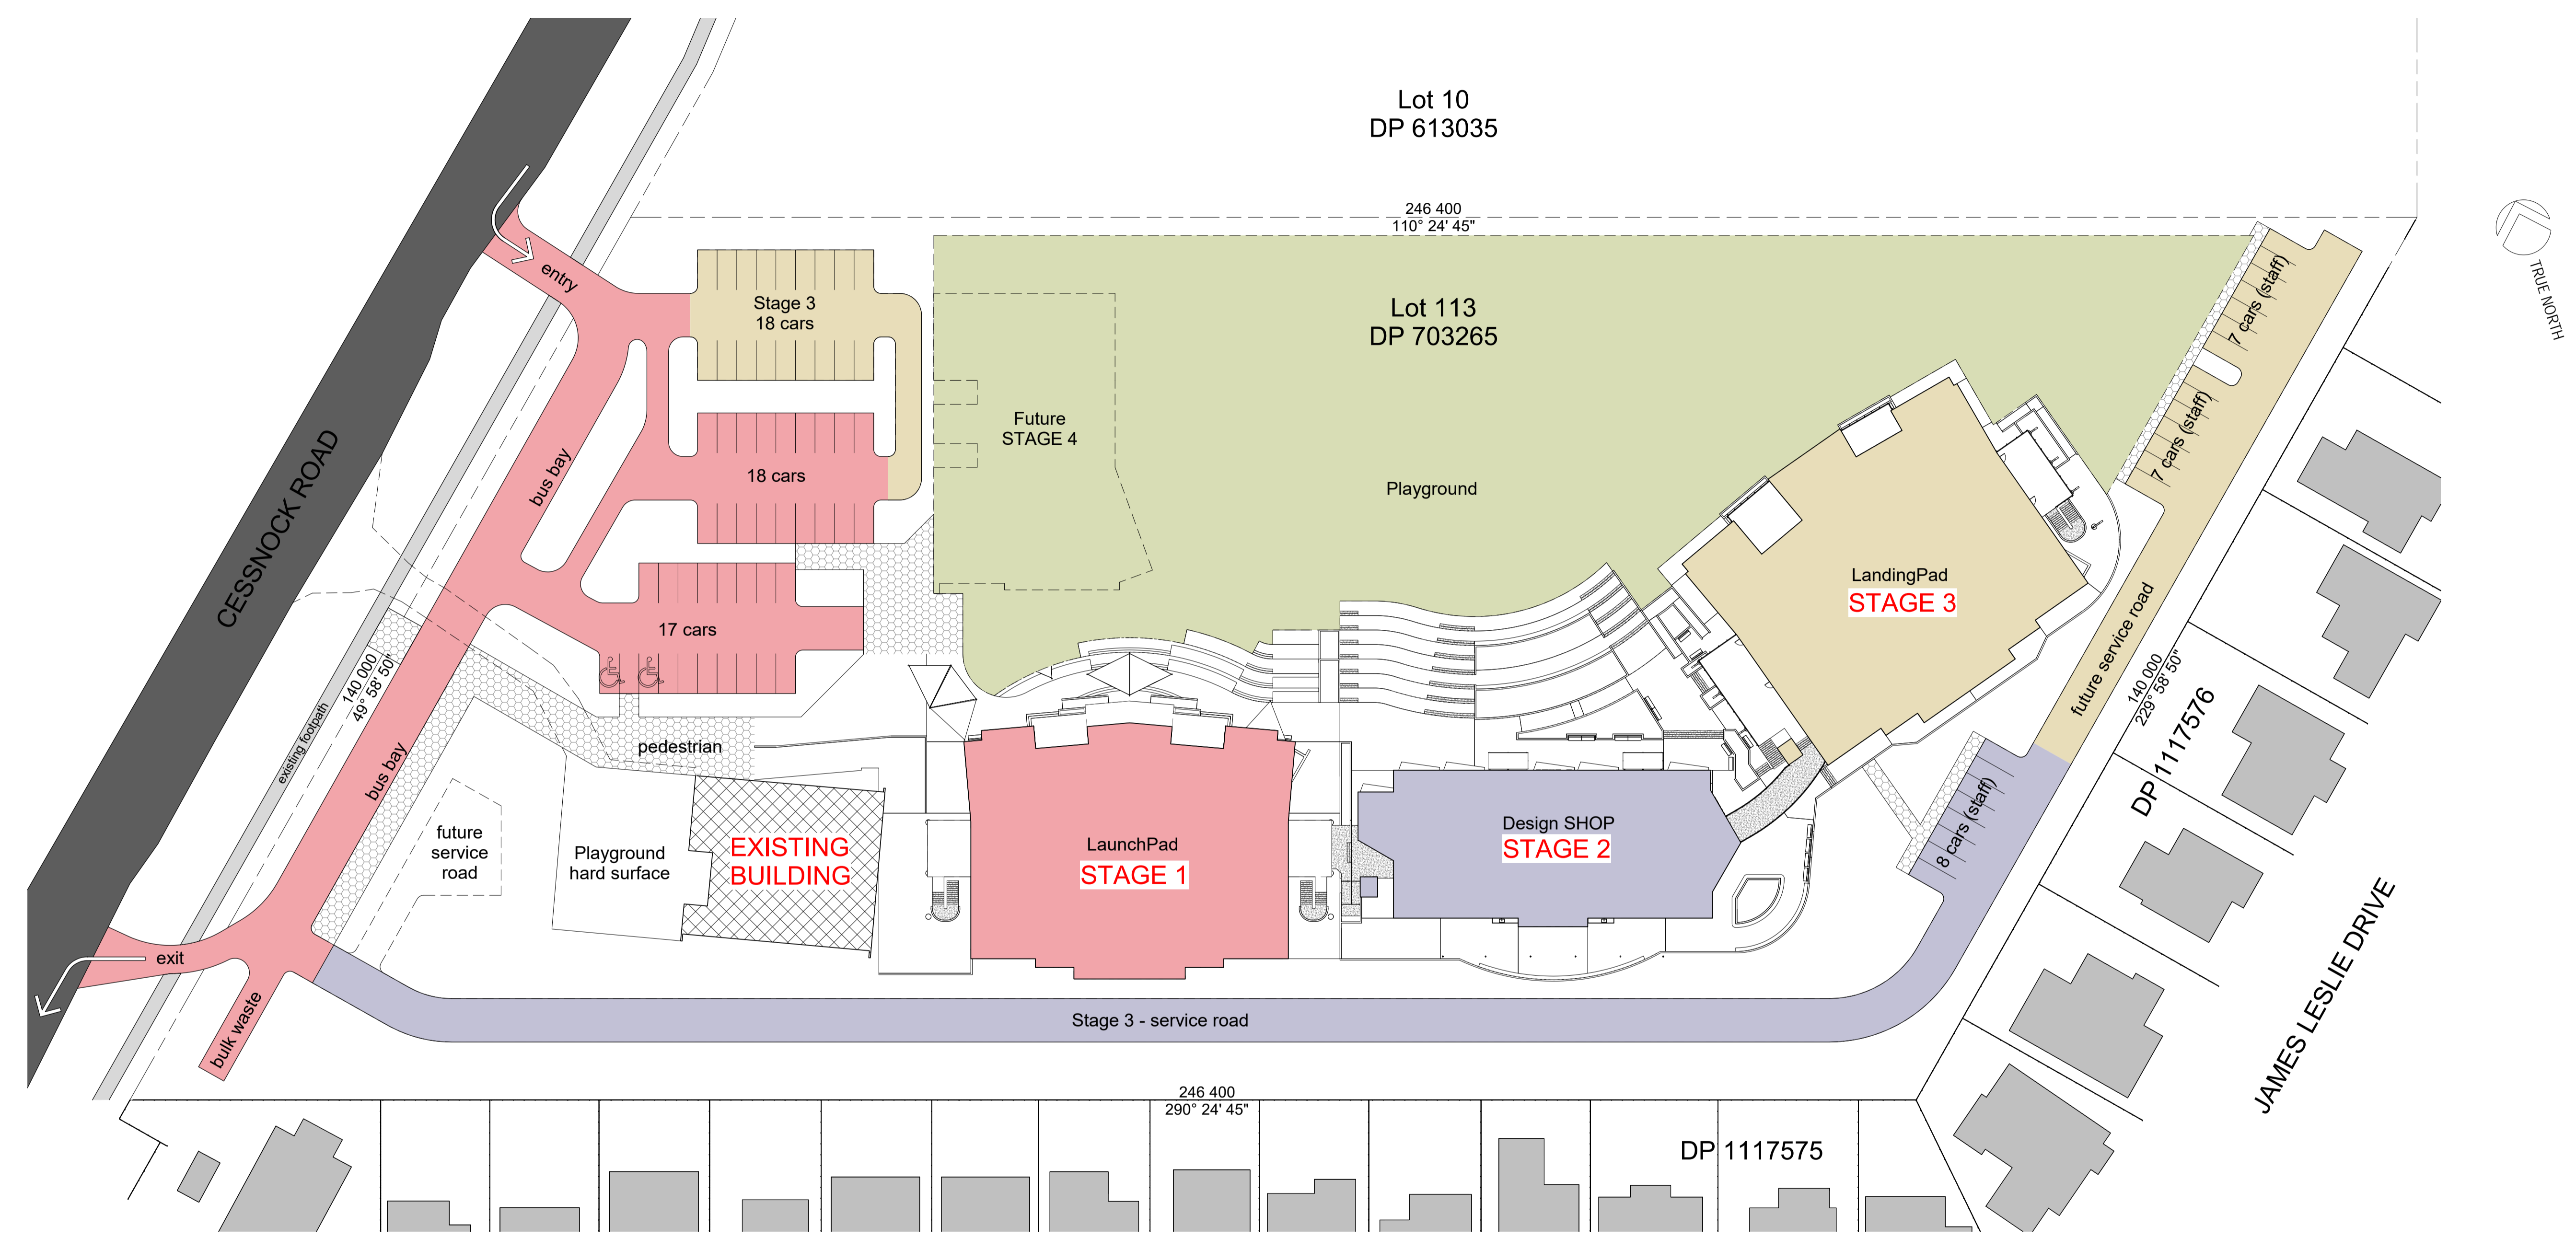 Lot 10
DP 613035
246 400
110° 24' 45"
TRUE NORTH
entry
Stage 3
18 cars
Lot 113
DP 703265
7 cars (staff)
7 cars (staff)
CESSNOCK ROAD
bus bay
18 cars
Future
STAGE 4
Playground
LandingPad
STAGE 3
17 cars
future service road
140 000
49° 58' 50"
existing footpath
140 000
229° 58' 50"
DP 1117576
pedestrian
bus bay
future
service
road
Playground
hard surface
EXISTING
BUILDING
LaunchPad
STAGE 1
Design SHOP
STAGE 2
8 cars (staff)
exit
bulk waste
Stage 3 - service road
JAMES LESLIE DRIVE
246 400
290° 24' 45"
DP 1117575